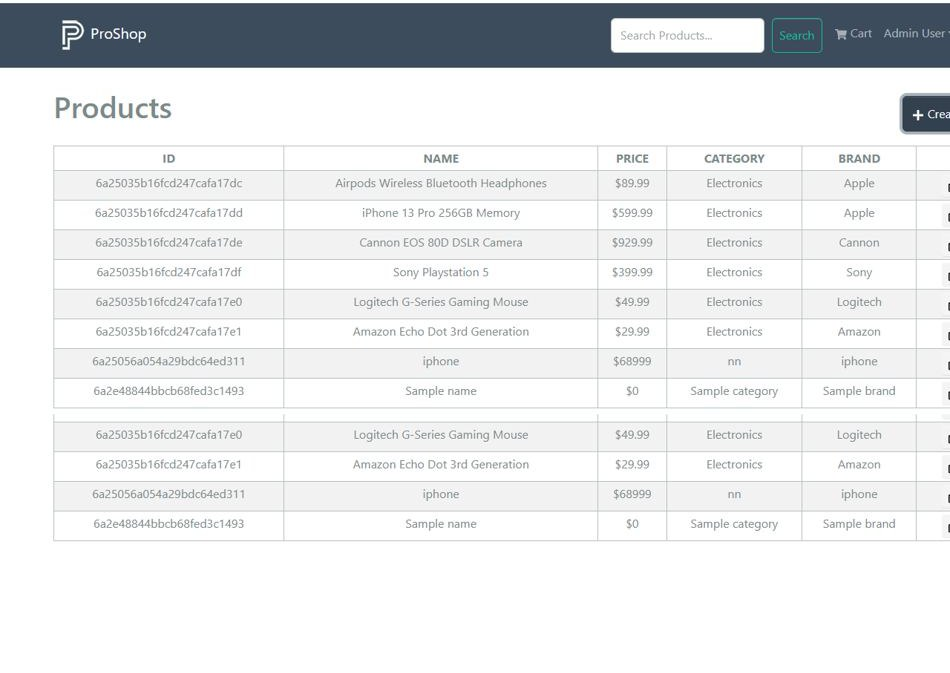 ProShop Search Products... Search Cart Admin User
Products
Crea
ID NAME PRICE CATEGORY BRAND
6a25035b16fcd247cafa17dc Airpods Wireless Bluetooth Headphones $89.99 Electronics Apple
6a25035b16fcd247cafa17dd iPhone 13 Pro 256GB Memory $599.99 Electronics Apple
6a25035b16fcd247cafa17de Cannon EOS 80D DSLR Camera $929.99 Electronics Cannon
6a25035b16fcd247cafa17df Sony Playstation 5 $399.99 Electronics Sony
6a25035b16fcd247cafa17e0 Logitech G-Series Gaming Mouse $49.99 Electronics Logitech
6a25035b16fcd247cafa17e1 Amazon Echo Dot 3rd Generation $29.99 Electronics Amazon
6a25056a054a29bdc64ed311 iphone $68999 nn iphone
6a2e48844bbcb68fed3c1493 Sample name $0 Sample category Sample brand
6a25035b16fcd247cafa17e0 Logitech G-Series Gaming Mouse $49.99 Electronics Logitech
6a25035b16fcd247cafa17e1 Amazon Echo Dot 3rd Generation $29.99 Electronics Amazon
6a25056a054a29bdc64ed311 iphone $68999 nn iphone
6a2e48844bbcb68fed3c1493 Sample name $0 Sample category Sample brand